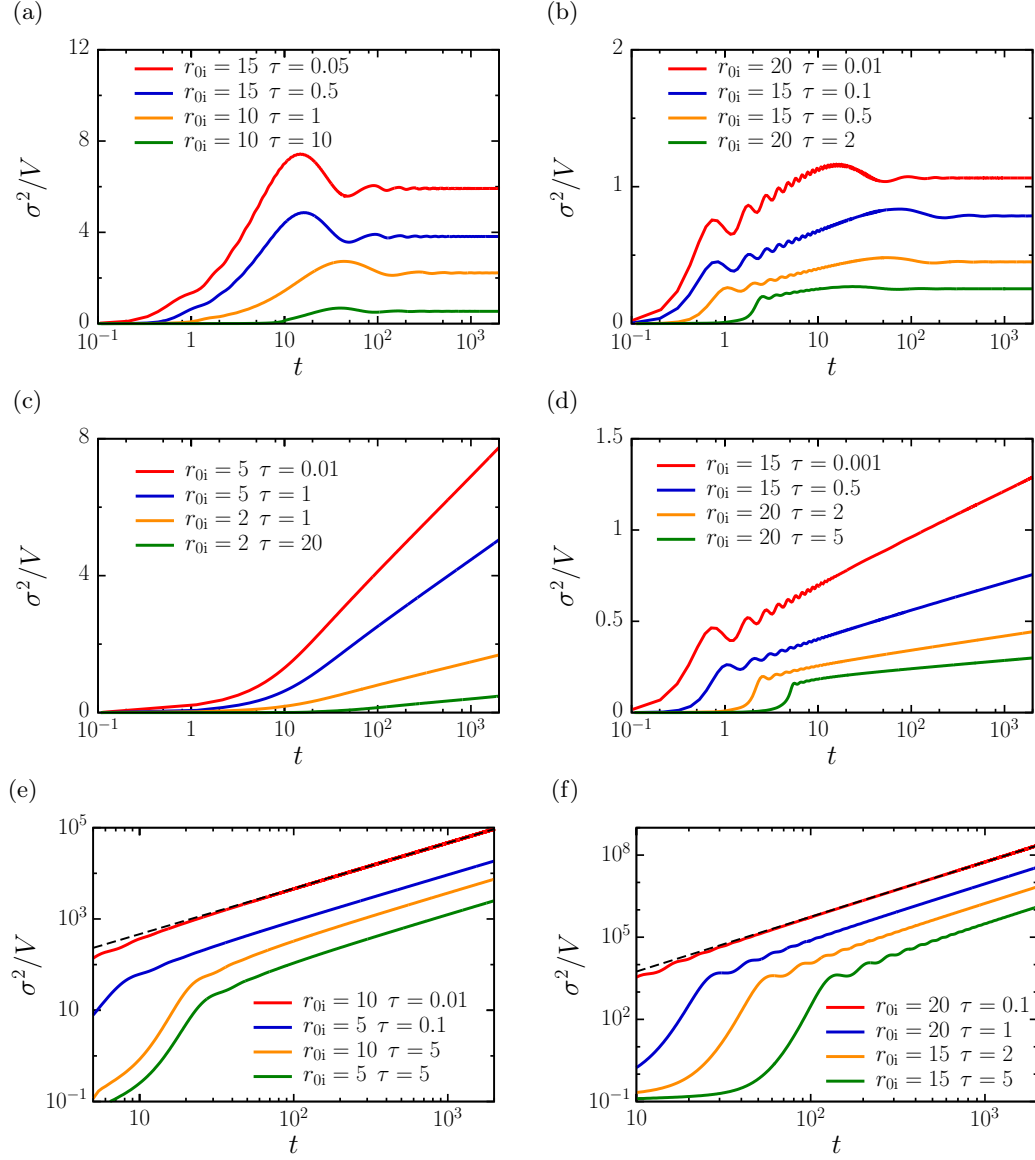 (a)
12
8
4
0
σ²/V
r₀ᵢ = 15 τ = 0.05
r₀ᵢ = 15 τ = 0.5
r₀ᵢ = 10 τ = 1
r₀ᵢ = 10 τ = 10
10⁻¹ 1 10 10² 10³
t
(b)
2
1
0
σ²/V
r₀ᵢ = 20 τ = 0.01
r₀ᵢ = 15 τ = 0.1
r₀ᵢ = 15 τ = 0.5
r₀ᵢ = 20 τ = 2
10⁻¹ 1 10 10² 10³
t
(c)
8
4
0
σ²/V
r₀ᵢ = 5 τ = 0.01
r₀ᵢ = 5 τ = 1
r₀ᵢ = 2 τ = 1
r₀ᵢ = 2 τ = 20
10⁻¹ 1 10 10² 10³
t
(d)
1.5
1
0.5
0
σ²/V
r₀ᵢ = 15 τ = 0.001
r₀ᵢ = 15 τ = 0.5
r₀ᵢ = 20 τ = 2
r₀ᵢ = 20 τ = 5
10⁻¹ 1 10 10² 10³
t
(e)
10⁵
10³
10
10⁻¹
σ²/V
r₀ᵢ = 10 τ = 0.01
r₀ᵢ = 5 τ = 0.1
r₀ᵢ = 10 τ = 5
r₀ᵢ = 5 τ = 5
10 10² 10³
t
(f)
10⁸
10⁵
10²
10⁻¹
σ²/V
r₀ᵢ = 20 τ = 0.1
r₀ᵢ = 20 τ = 1
r₀ᵢ = 15 τ = 2
r₀ᵢ = 15 τ = 5
10 10² 10³
t